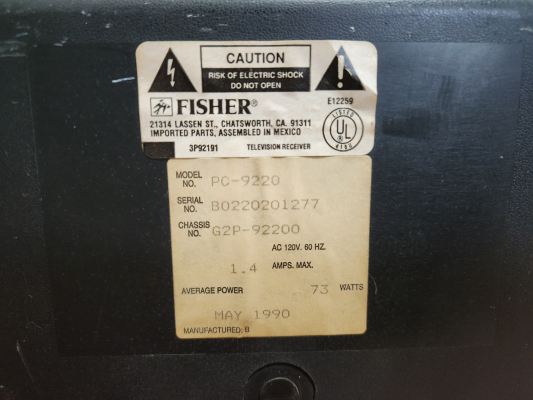 CAUTION
RISK OF ELECTRIC SHOCK
DO NOT OPEN
FISHER® E12259
21314 LASSEN ST., CHATSWORTH, CA. 91311
IMPORTED PARTS, ASSEMBLED IN MEXICO
LISTED
UL
®
3P92191 TELEVISION RECEIVER
MODEL NO. PC-9220
SERIAL NO. B0220201277
CHASSIS NO. G2P-92200
AC 120V. 60 HZ.
1.4 AMPS. MAX.
AVERAGE POWER 73 WATTS
MAY 1990
MANUFACTURED: B